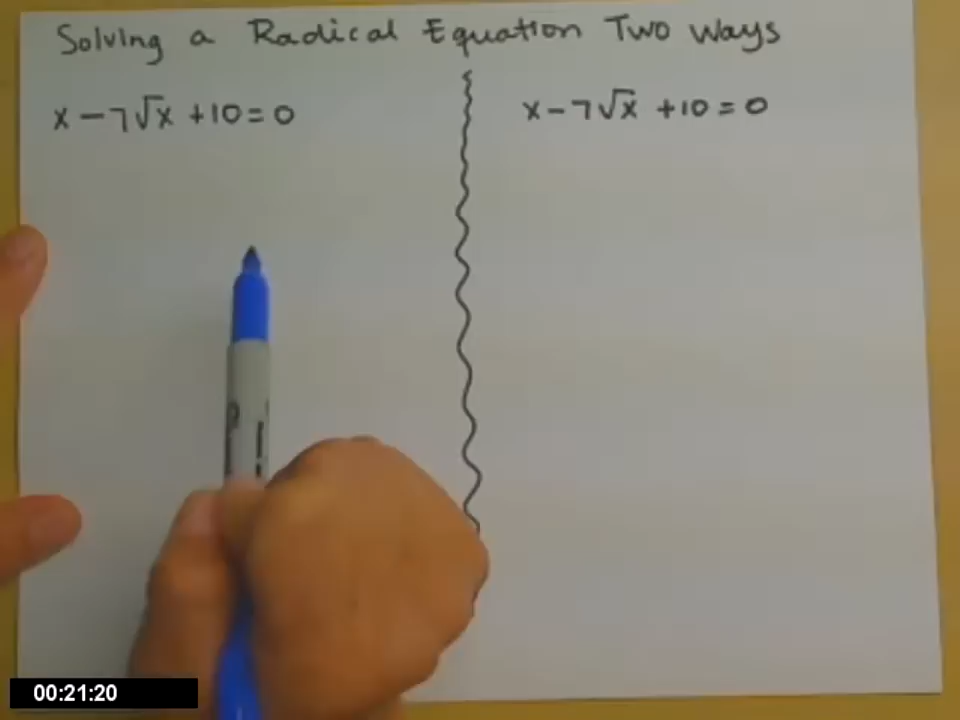 Solving a Radical Equation Two Ways
x - 7√x + 10 = 0
x - 7√x + 10 = 0
00:21:20